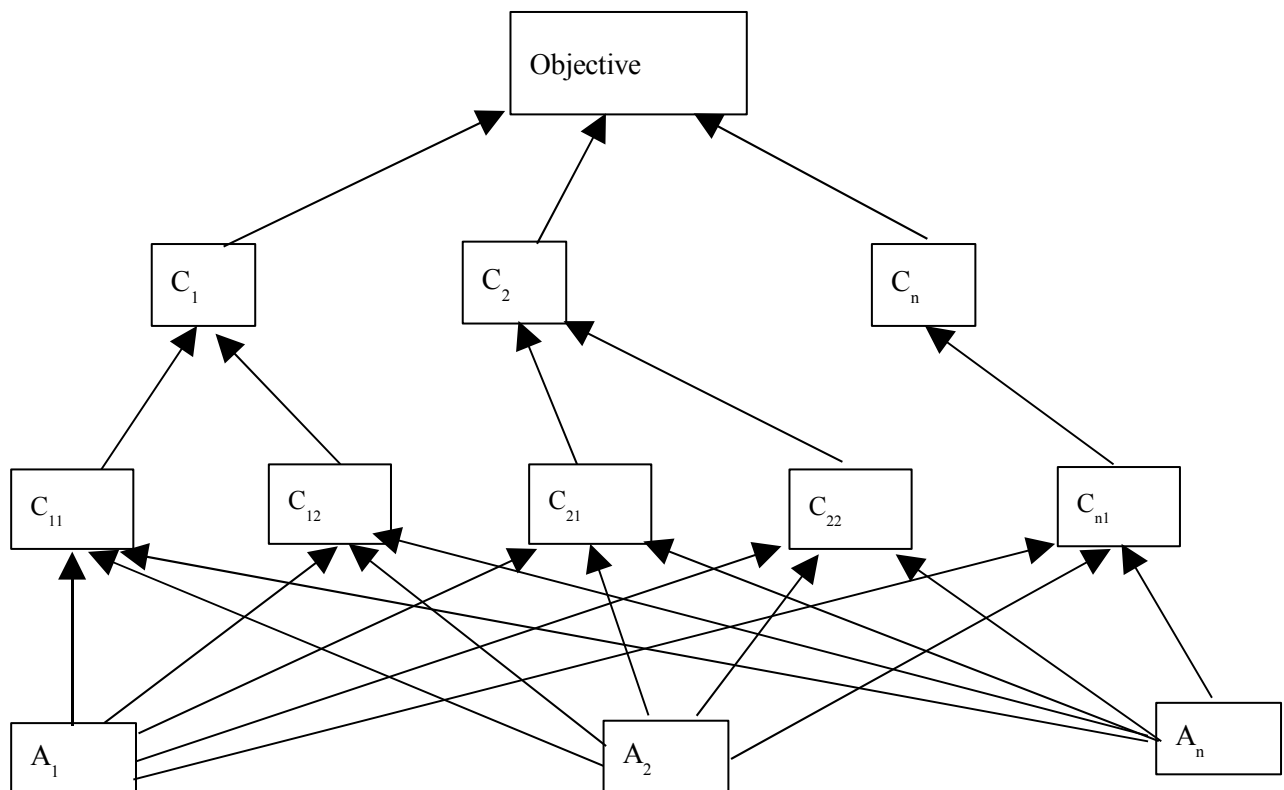 Objective
C₁
C₂
Cₙ
C₁₁
C₁₂
C₂₁
C₂₂
Cₙ₁
A₁
A₂
Aₙ